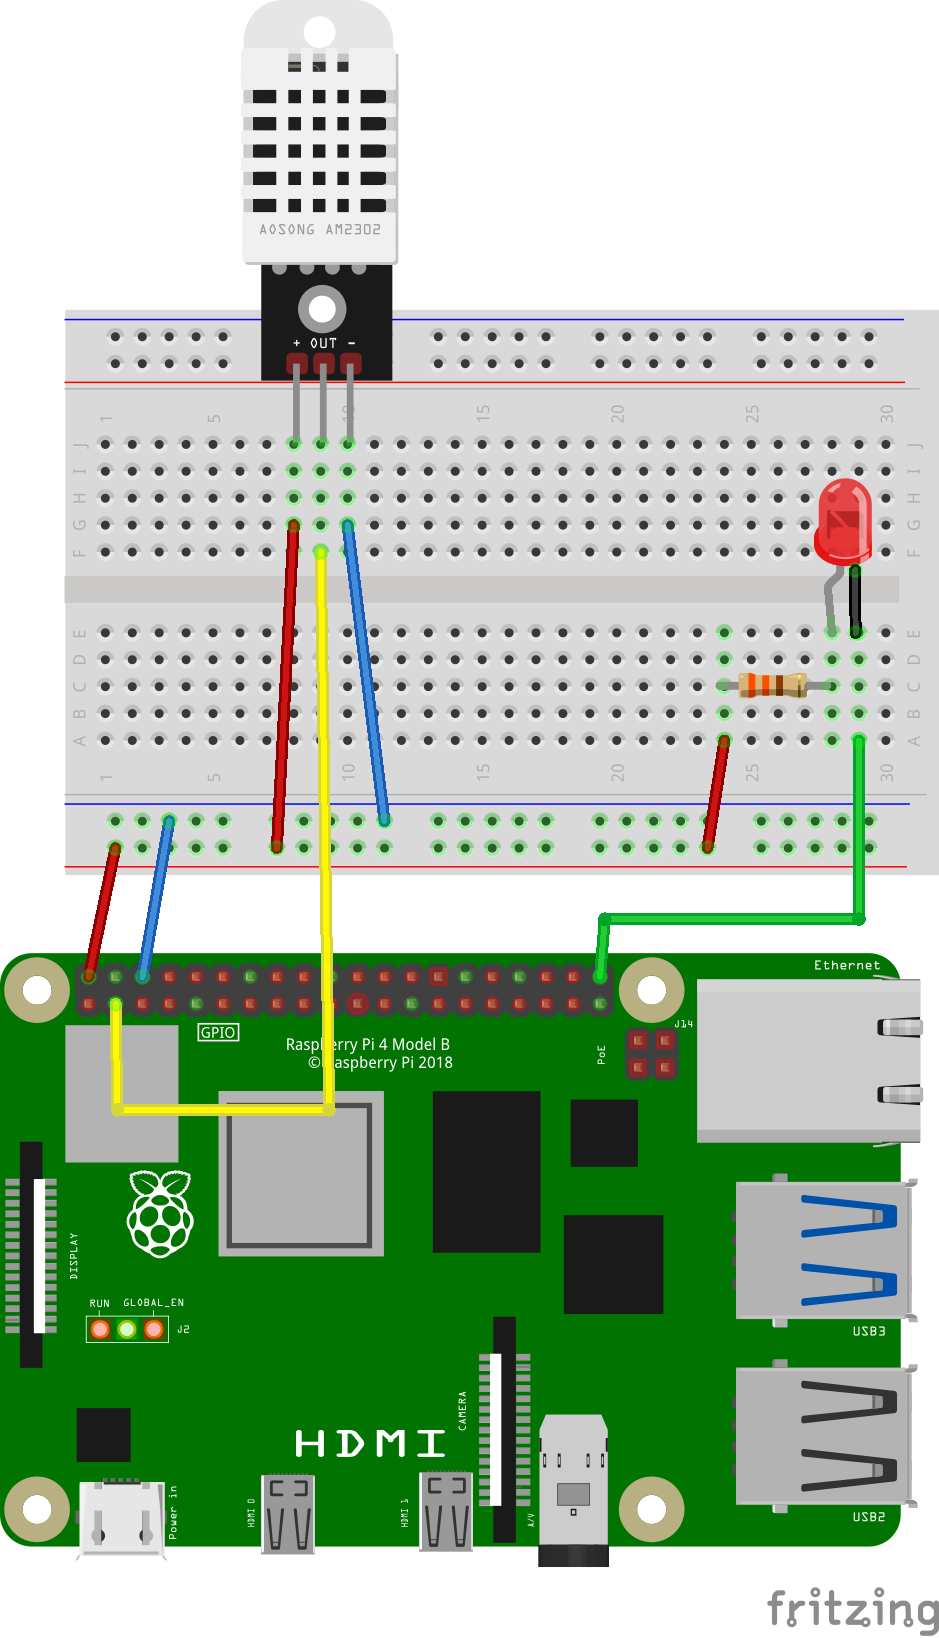 AOSONG AM2302
+ OUT -
1 5 10 15 20 25 30
J J
I I
H H
G G
F F
E E
D D
C C
B B
A A
1 5 10 15 20 25 30
Ethernet
GPIO
J14
Raspberry Pi 4 Model B
© Raspberry Pi 2018
PoE
DISPLAY
RUN GLOBAL_EN
J2
USB3
CAMERA
HDMI
Power in
HDMI 0
HDMI 1
A/V
USB2
fritzing